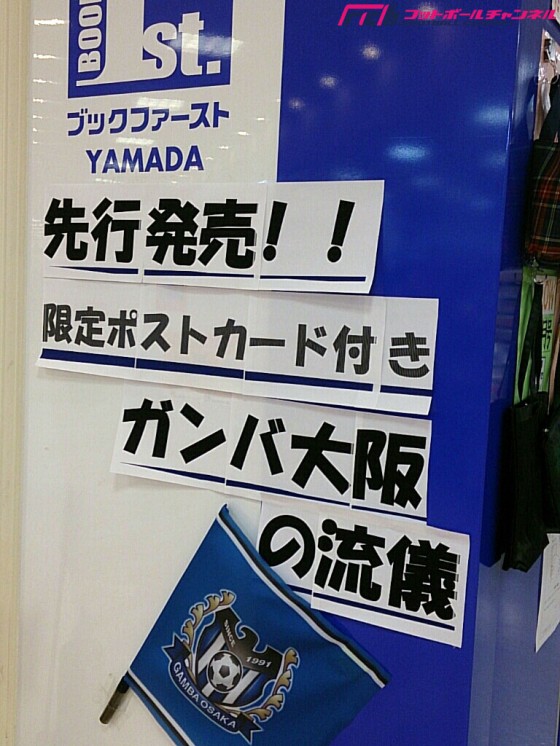 フットボールチャンネル
BOOK 1st.
ブックファースト
YAMADA
先行発売！！
限定ポストカード付き
ガンバ大阪
の流儀
SINCE 1991
GAMBA OSAKA